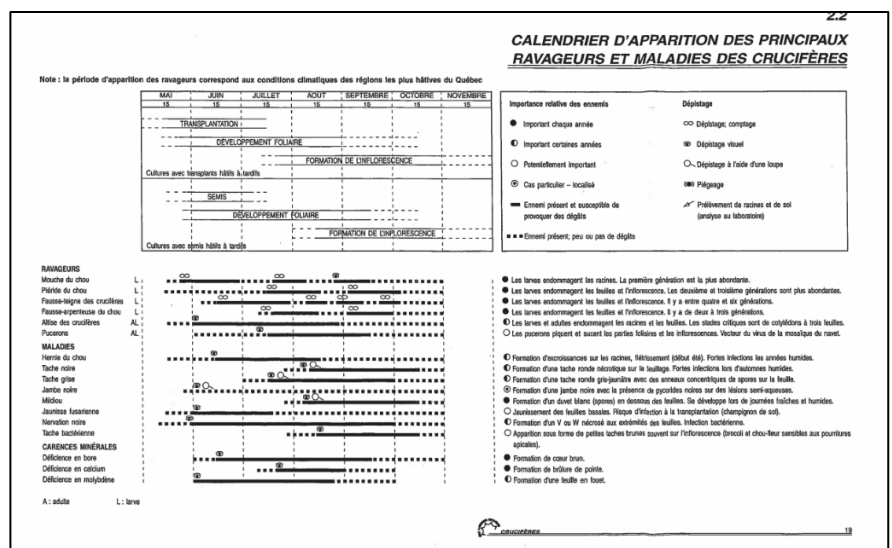 2.2
CALENDRIER D'APPARITION DES PRINCIPAUX
RAVAGEURS ET MALADIES DES CRUCIFÈRES
Note : la période d'apparition des ravageurs correspond aux conditions climatiques des régions les plus hâtives du Québec
MAI JUIN JUILLET AOUT SEPTEMBRE OCTOBRE NOVEMBRE
15 15 15 15 15 15 15
TRANSPLANTATION
DÉVELOPPEMENT FOLIAIRE
FORMATION DE L'INFLORESCENCE
Cultures avec transplants hâtifs à tardifs
SEMIS
DÉVELOPPEMENT FOLIAIRE
FORMATION DE L'INFLORESCENCE
Cultures avec semis hâtifs à tardifs
Importance relative des ennemis
Important chaque année
Important certaines années
Potentiellement important
Cas particulier – localisé
Ennemi présent et susceptible de
provoquer des dégâts
Ennemi présent; peu ou pas de dégâts
Dépistage
Dépistage; comptage
Dépistage visuel
Dépistage à l'aide d'une loupe
Piégeage
Prélèvement de racines et de sol
(analyse au laboratoire)
RAVAGEURS
Mouche du chou L Les larves endommagent les racines. La première génération est la plus abondante.
Piéride du chou L Les larves endommagent les feuilles et l'inflorescence. Les deuxième et troisième générations sont plus abondantes.
Fausse-teigne des crucifères L Les larves endommagent les feuilles et l'inflorescence. Il y a entre quatre et six générations.
Fausse-arpenteuse du chou L Les larves endommagent les feuilles et l'inflorescence. Il y a de deux à trois générations.
Altise des crucifères AL Les larves et adultes endommagent les racines et les feuilles. Les stades critiques sont de cotylédons à trois feuilles.
Pucerons AL Les pucerons piquent et sucent les parties foliaires et les inflorescences. Vecteur du virus de la mosaïque du navet.
MALADIES
Hernie du chou Formation d'excroissances sur les racines, flétrissement (début été). Fortes infections les années humides.
Tache noire Formation d'une tache ronde nécrotique sur le feuillage. Fortes infections lors d'automnes humides.
Tache grise Formation d'une tache ronde gris-jaunâtre avec des anneaux concentriques de spores sur la feuille.
Jambe noire Formation d'une jambe noire avec la présence de pycnides noires sur des lésions semi-aqueuses.
Mildiou Formation d'un duvet blanc (spores) en dessous des feuilles. Se développe lors de journées fraîches et humides.
Jaunisse fusarienne Jaunissement des feuilles basales. Risque d'infection à la transplantation (champignon de sol).
Nervation noire Formation d'un V ou W nécrosé aux extrémités des feuilles. Infection bactérienne.
Tache bactérienne Apparition sous forme de petites taches brunes souvent sur l'inflorescence (brocoli et chou-fleur sensibles aux pourritures
apicales).
CARENCES MINÉRALES
Déficience en bore Formation de cœur brun.
Déficience en calcium Formation de brûlure de pointe.
Déficience en molybdène Formation d'une feuille en fouet.
A : adulte L : larve
CRUCIFÈRES 19